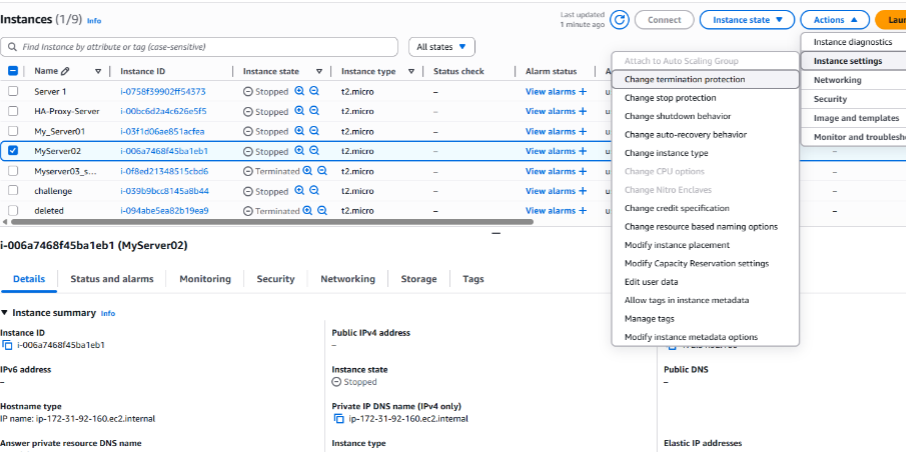 Instances (1/9) Info
Last updated
1 minute ago
Connect
Instance state
Actions
Find Instance by attribute or tag (case-sensitive)
All states
Instance diagnostics
Instance settings
Networking
Security
Image and templates
Monitor and troublesh
Attach to Auto Scaling Group
Change termination protection
Change stop protection
Change shutdown behavior
Change auto-recovery behavior
Change instance type
Change CPU options
Change Nitro Enclaves
Change credit specification
Change resource based naming options
Modify instance placement
Modify Capacity Reservation settings
Edit user data
Allow tags in instance metadata
Manage tags
Modify instance metadata options
Name Instance ID Instance state Instance type Status check Alarm status
Server 1 i-0758f39902ff54373 Stopped t2.micro – View alarms +
HA-Proxy-Server i-00bc6d2a4c626e5f5 Stopped t2.micro – View alarms +
My_Server01 i-03f1d06ae851acfea Stopped t2.micro – View alarms +
MyServer02 i-006a7468f45ba1eb1 Stopped t2.micro – View alarms + –
Myserver03_s... i-0f8ed21348515cbd6 Terminated t2.micro – View alarms + –
challenge i-039b9bcc8145a8b44 Stopped t2.micro – View alarms + –
deleted i-094abe5ea82b19ea9 Terminated t2.micro – View alarms + –
i-006a7468f45ba1eb1 (MyServer02)
Details Status and alarms Monitoring Security Networking Storage Tags
Instance summary Info
Instance ID
i-006a7468f45ba1eb1
Public IPv4 address
–
IPv6 address
–
Instance state
Stopped
Public DNS
–
Hostname type
IP name: ip-172-31-92-160.ec2.internal
Private IP DNS name (IPv4 only)
ip-172-31-92-160.ec2.internal
Answer private resource DNS name
Instance type
Elastic IP addresses